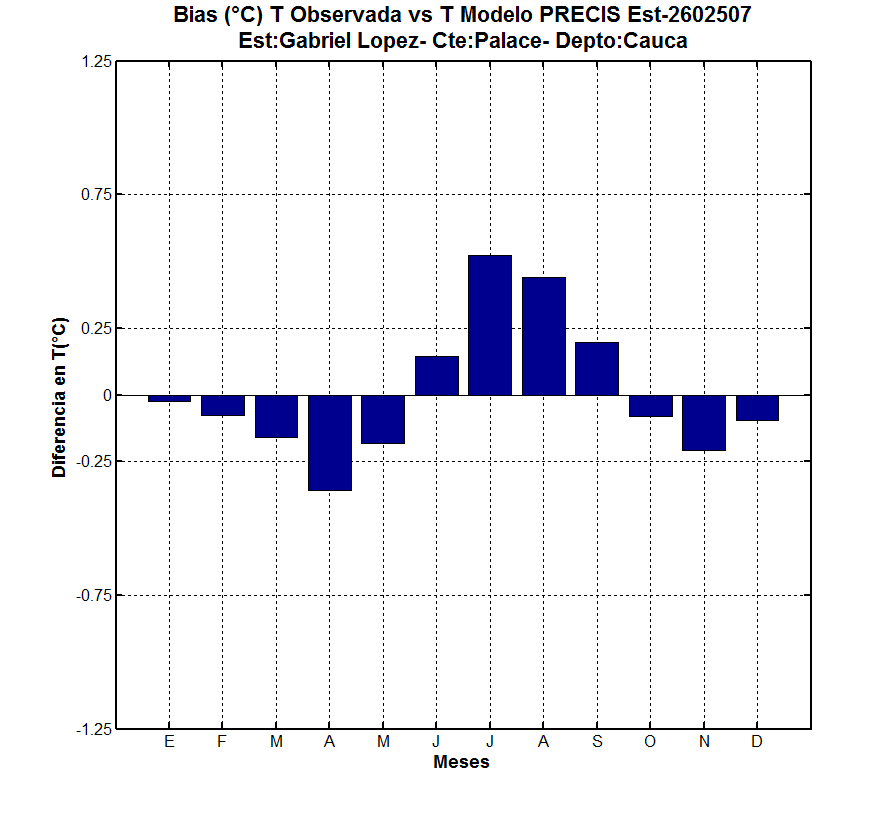 Bias (°C) T Observada vs T Modelo PRECIS Est-2602507
Est:Gabriel Lopez- Cte:Palace- Depto:Cauca
1.25
0.75
0.25
0
-0.25
-0.75
-1.25
Diferencia en T(°C)
E F M A M J J A S O N D
Meses